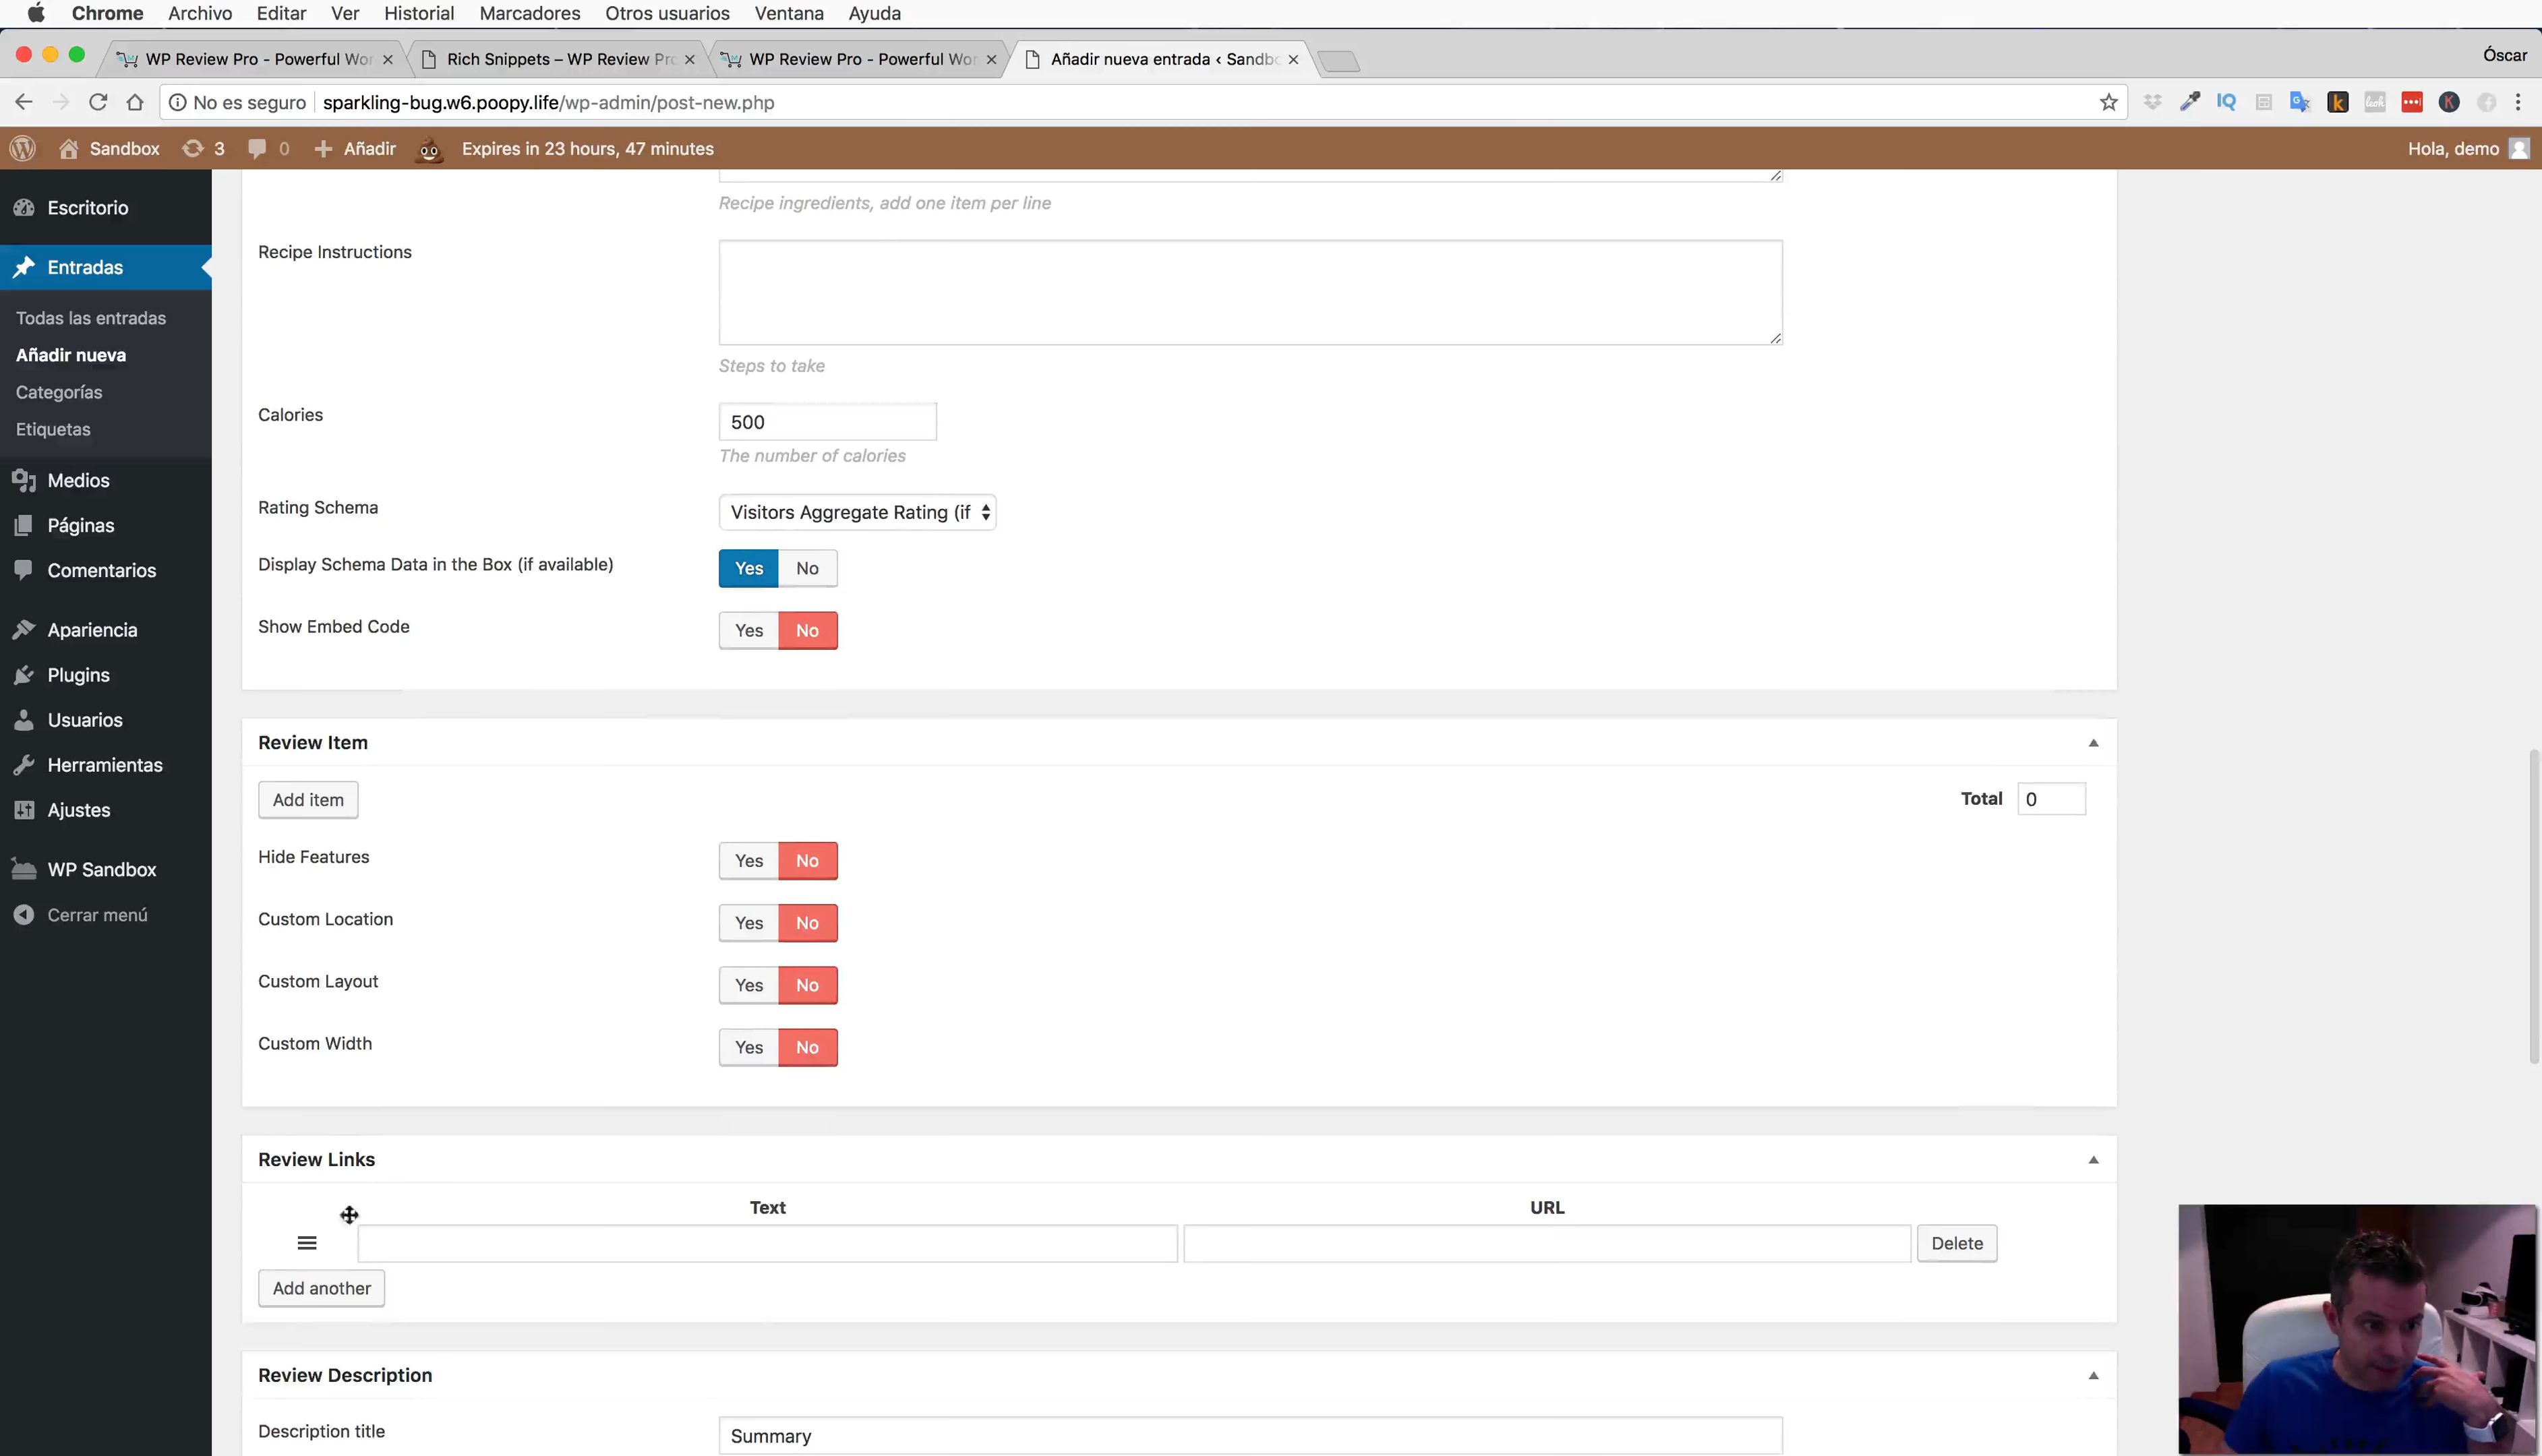 Chrome Archivo Editar Ver Historial Marcadores Otros usuarios Ventana Ayuda
WP Review Pro - Powerful Wor
Rich Snippets – WP Review Pr
WP Review Pro - Powerful Wor
Añadir nueva entrada ‹ Sandb
Óscar
No es seguro sparkling-bug.w6.poopy.life/wp-admin/post-new.php
Sandbox 3 0 Añadir Expires in 23 hours, 47 minutes Hola, demo
Escritorio
Entradas
Todas las entradas
Añadir nueva
Categorías
Etiquetas
Medios
Páginas
Comentarios
Apariencia
Plugins
Usuarios
Herramientas
Ajustes
WP Sandbox
Cerrar menú
Recipe ingredients, add one item per line
Recipe Instructions
Steps to take
Calories 500
The number of calories
Rating Schema Visitors Aggregate Rating (if
Display Schema Data in the Box (if available) Yes No
Show Embed Code Yes No
Review Item
Add item Total 0
Hide Features Yes No
Custom Location Yes No
Custom Layout Yes No
Custom Width Yes No
Review Links
Text URL
Delete
Add another
Review Description
Description title Summary